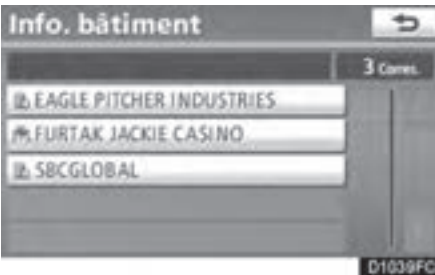 Info. bâtiment
3 Corres.
EAGLE PITCHER INDUSTRIES
FURTAK JACKIE CASINO
SBCGLOBAL
D1039FC